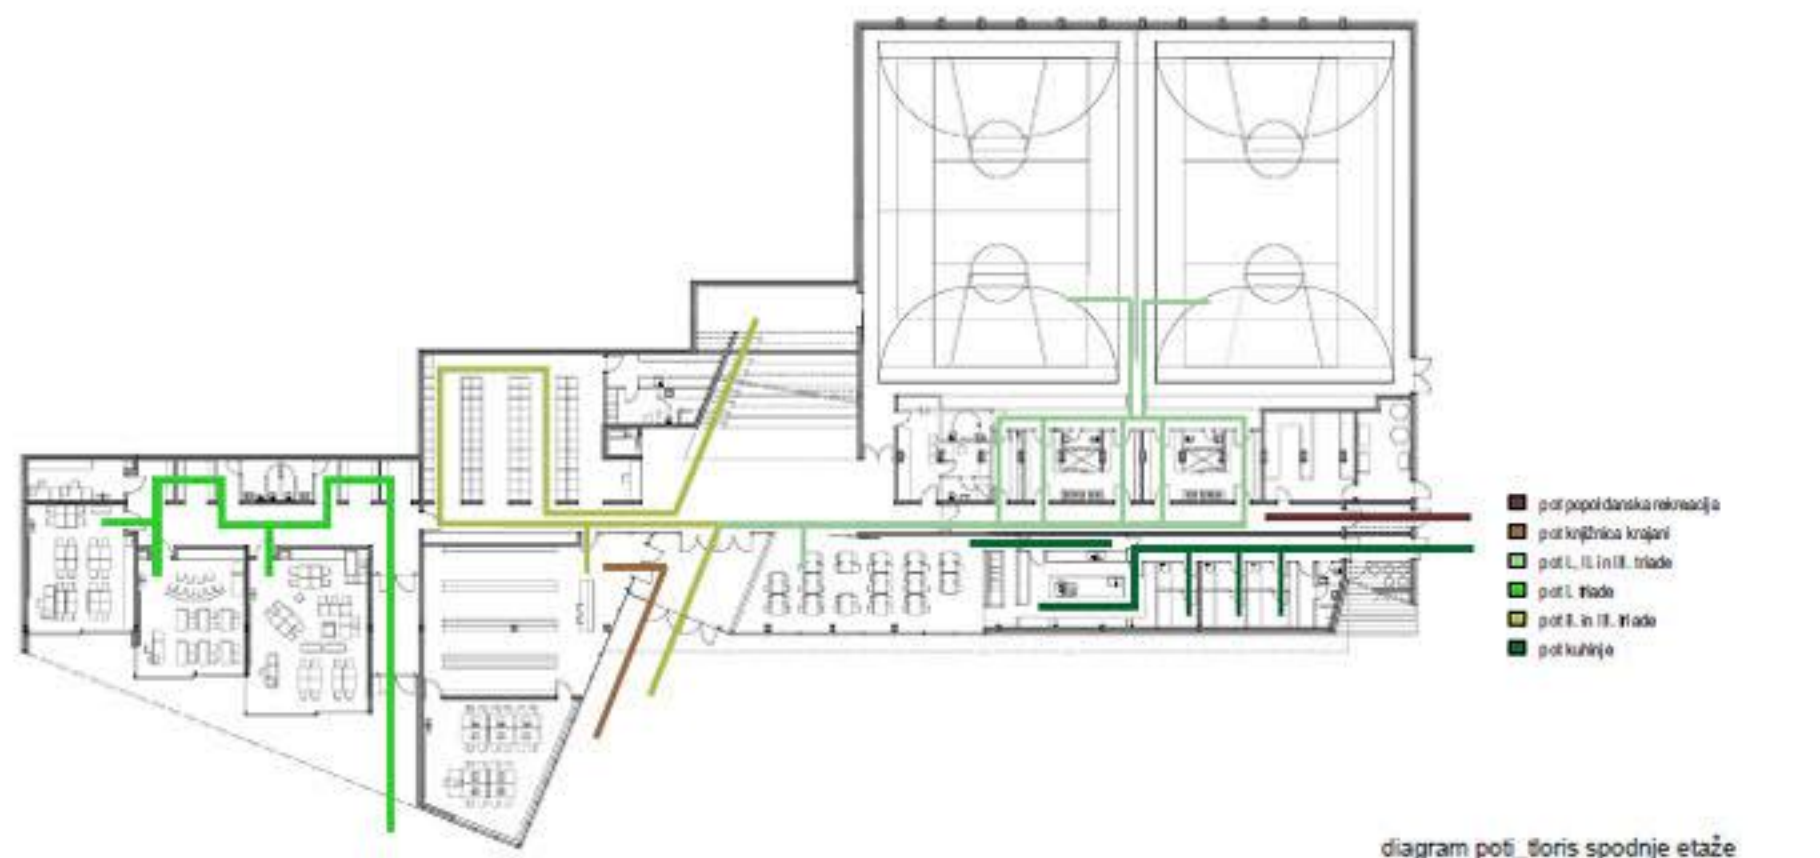 pot popoldanska rekreacija
pot knjižnica krajani
pot I., II. in III. triade
pot I. triade
pot II. in III. triade
pot kuhinje
diagram poti_tloris spodnje etaže